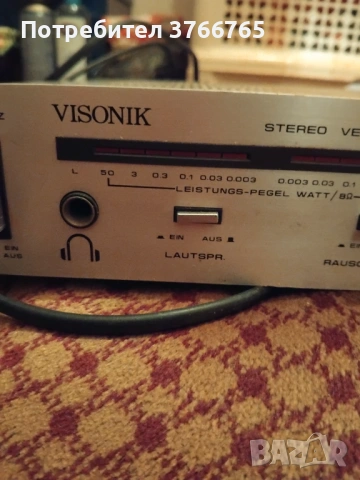 Потребител 3766765
VISONIK
STEREO VE
L 50 3 0.3 0.1 0.03 0.003 0.003 0.03 0.1
LEISTUNGS-PEGEL WATT/8Ω
EIN AUS
LAUTSPR.
EIN
AUS
RAUSC
BAZAR